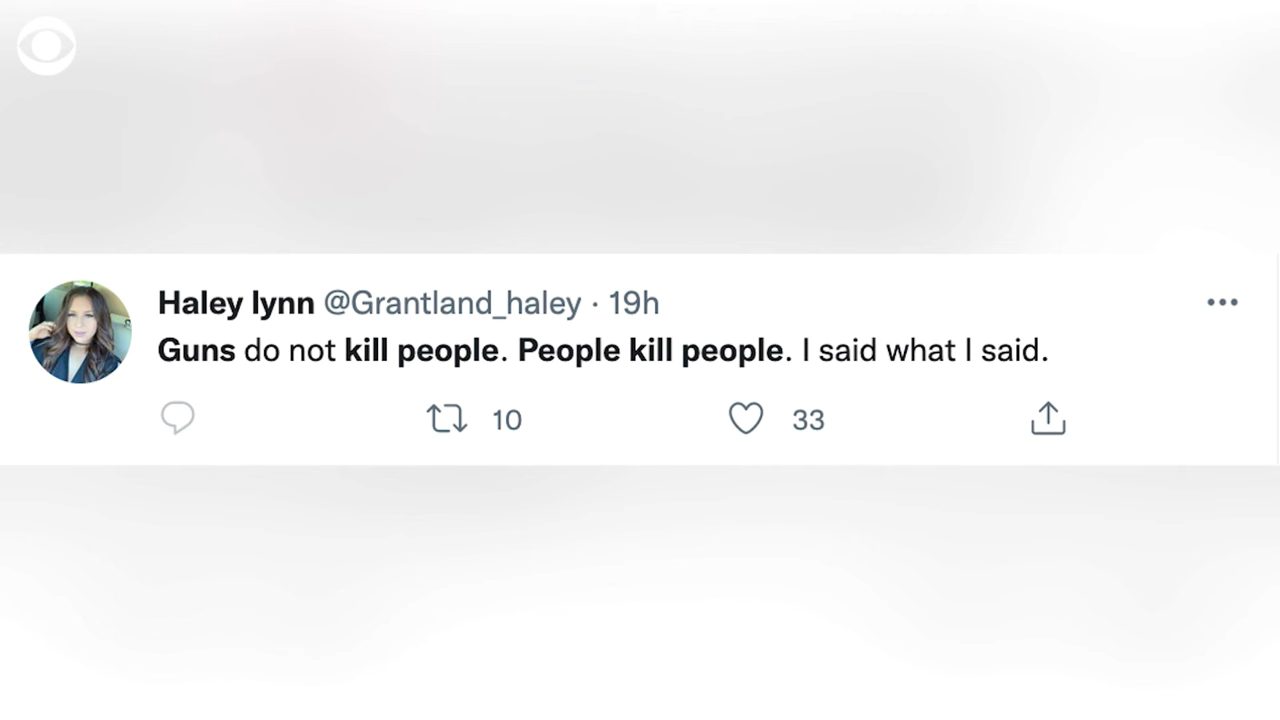 Haley lynn @Grantland_haley · 19h
Guns do not kill people. People kill people. I said what I said.
10 33